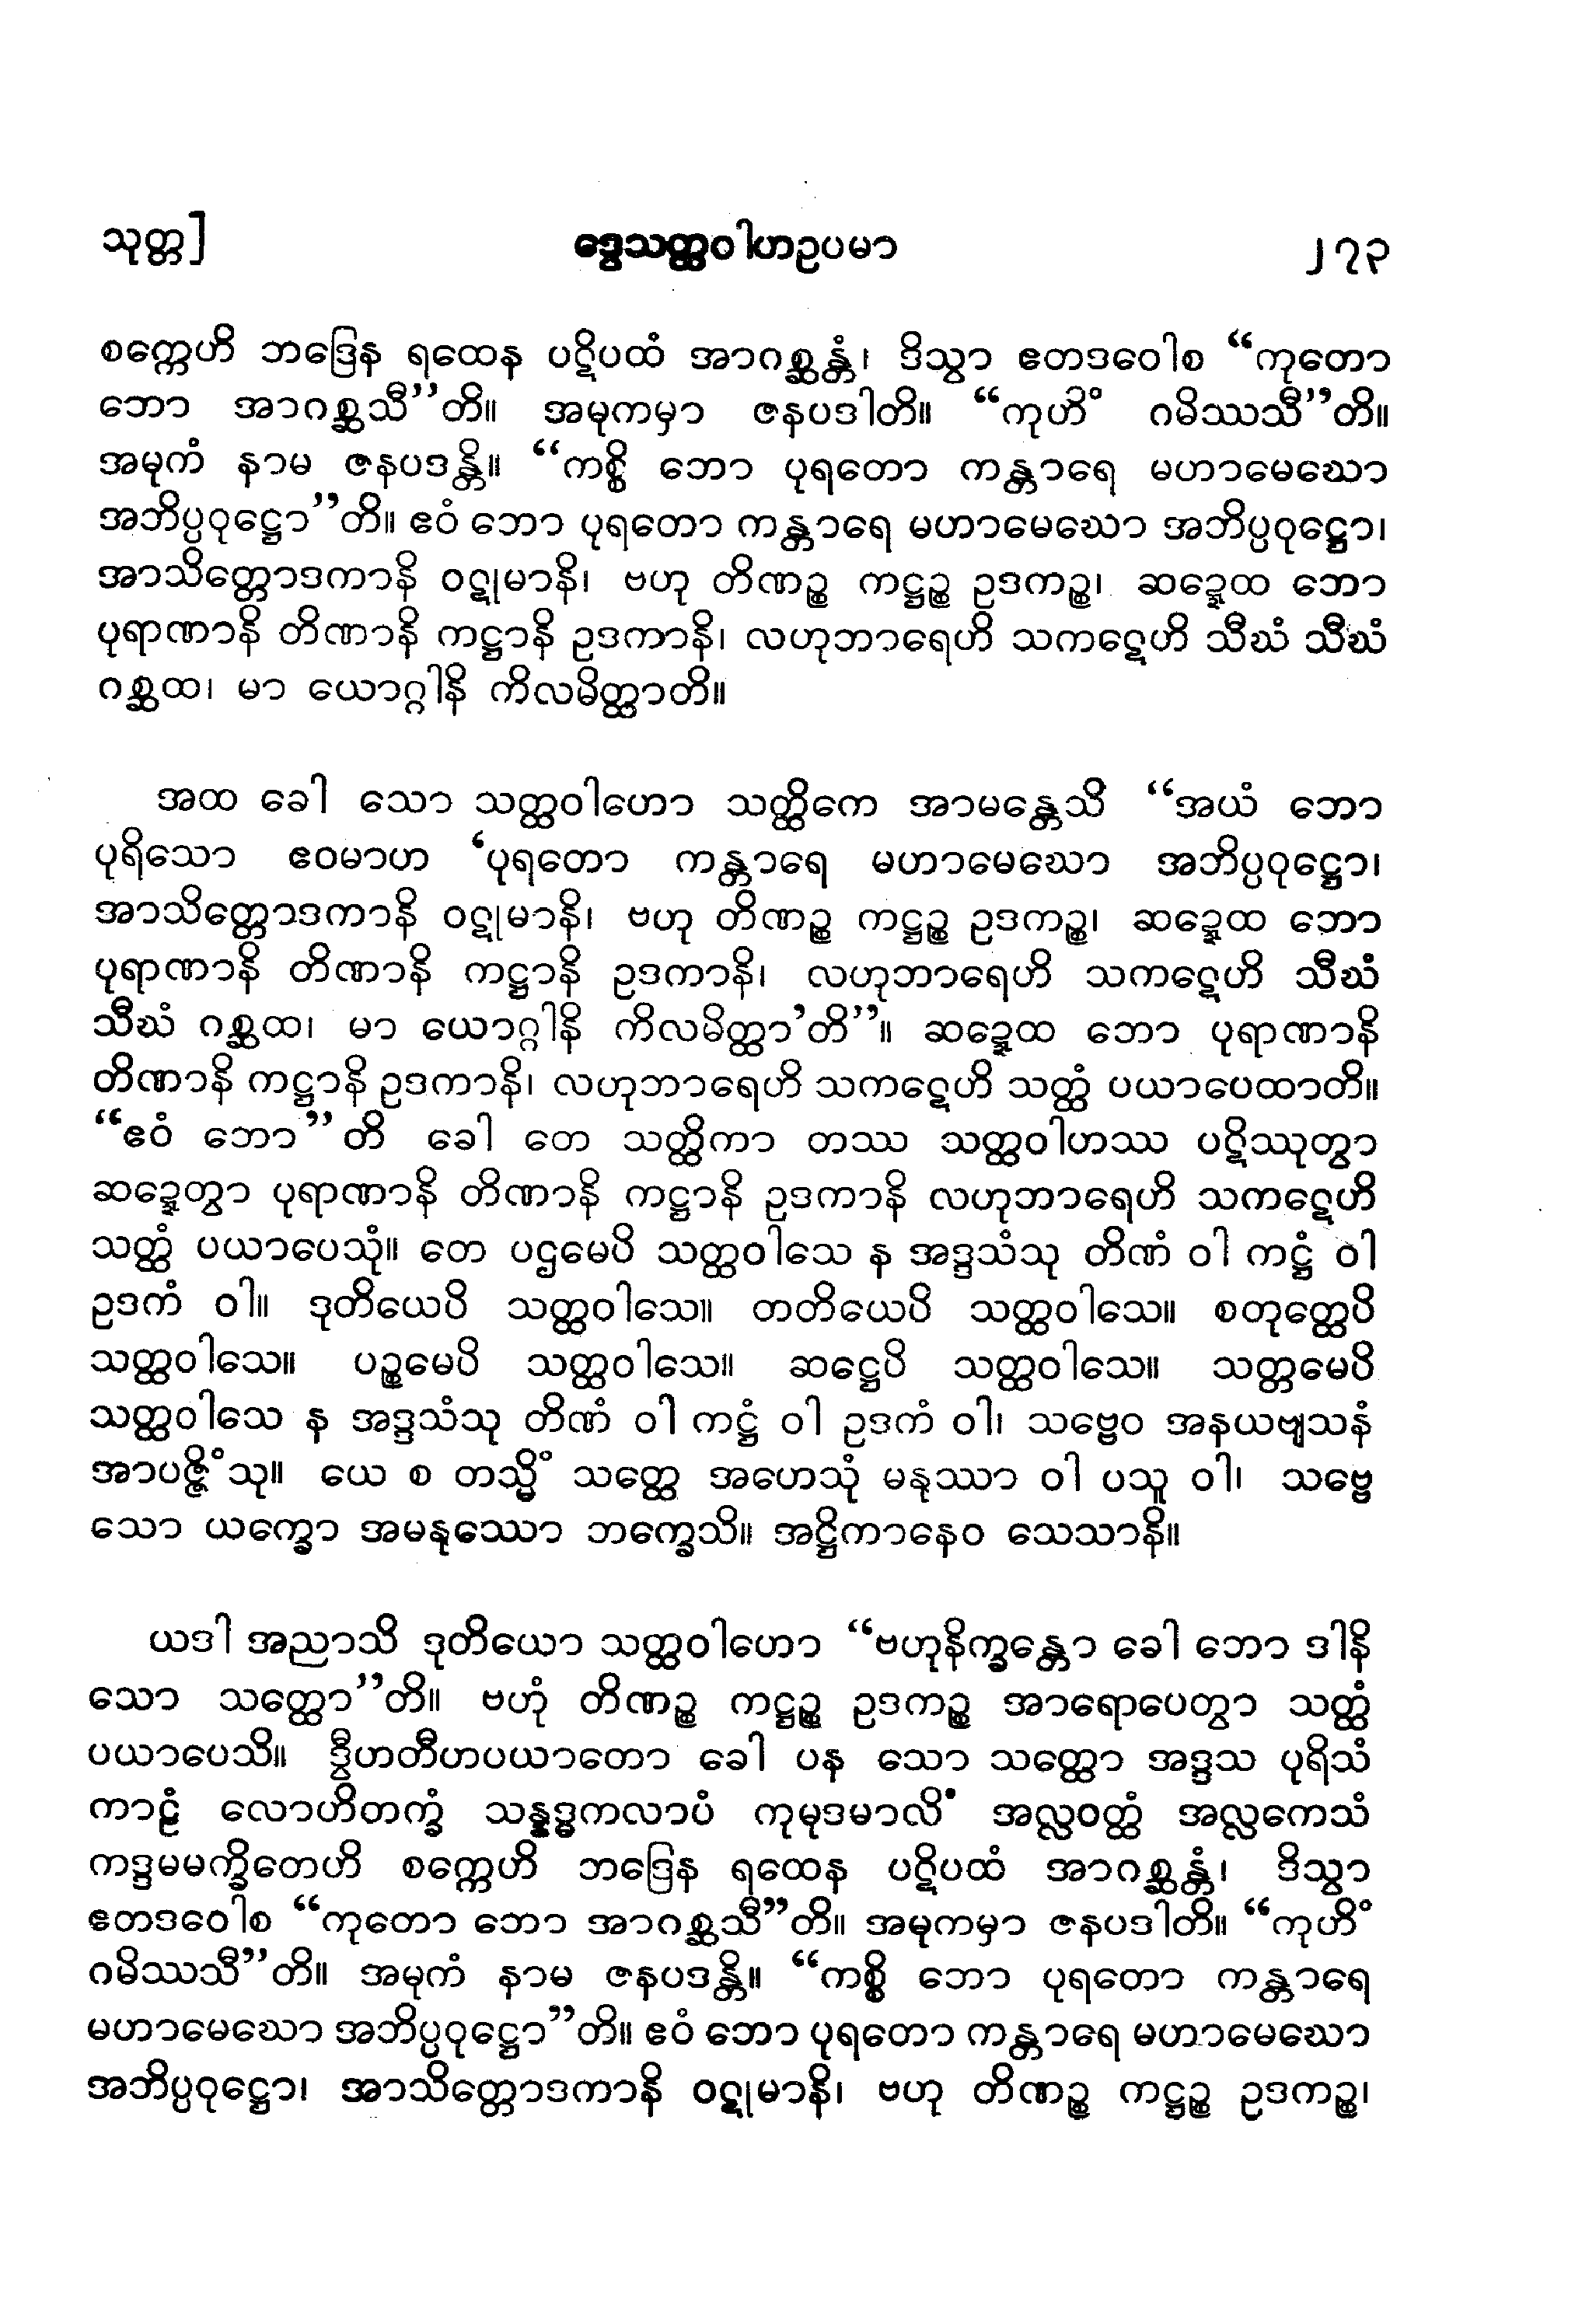 သုတ္တ] ဒွေသတ္ထဝါဟဥပမာ ၂၇၃
စက္ကေဟိ ဘဒြေန ရထေန ပဋိပထံ အာဂစ္ဆန္တံ၊ ဒိသွာ ဧတဒဝေါစ “ကုတော
ဘော အာဂစ္ဆသီ”တိ။ အမုကမှာ ဇနပဒါတိ။ “ကုဟိံ ဂမိဿသီ”တိ။
အမုကံ နာမ ဇနပဒန္တိ။ “ကစ္စိ ဘော ပုရတော ကန္တာရေ မဟာမေဃော
အဘိပ္ပဝုဋ္ဌော”တိ။ ဧဝံ ဘော ပုရတော ကန္တာရေ မဟာမေဃော အဘိပ္ပဝုဋ္ဌော၊
အာသိတ္တောဒကာနိ ဝဋုမာနိ၊ ဗဟု တိဏဉ္စ ကဋ္ဌဉ္စ ဥဒကဉ္စ၊ ဆဍ္ဍေထ ဘော
ပုရာဏာနိ တိဏာနိ ကဋ္ဌာနိ ဥဒကာနိ၊ လဟုဘာရေဟိ သကဋေဟိ သီဃံ သီဃံ
ဂစ္ဆထ၊ မာ ယောဂ္ဂါနိ ကိလမိတ္ထာတိ။
အထ ခေါ သော သတ္ထဝါဟော သတ္ထိကေ အာမန္တေသိ “အယံ ဘော
ပုရိသော ဧဝမာဟ ‘ပုရတော ကန္တာရေ မဟာမေဃော အဘိပ္ပဝုဋ္ဌော၊
အာသိတ္တောဒကာနိ ဝဋုမာနိ၊ ဗဟု တိဏဉ္စ ကဋ္ဌဉ္စ ဥဒကဉ္စ၊ ဆဍ္ဍေထ ဘော
ပုရာဏာနိ တိဏာနိ ကဋ္ဌာနိ ဥဒကာနိ၊ လဟုဘာရေဟိ သကဋေဟိ သီဃံ
သီဃံ ဂစ္ဆထ၊ မာ ယောဂ္ဂါနိ ကိလမိတ္ထာ’တိ”။ ဆဍ္ဍေထ ဘော ပုရာဏာနိ
တိဏာနိ ကဋ္ဌာနိ ဥဒကာနိ၊ လဟုဘာရေဟိ သကဋေဟိ သတ္ထံ ပယာပေထာတိ။
“ဧဝံ ဘော”တိ ခေါ တေ သတ္ထိကာ တဿ သတ္ထဝါဟဿ ပဋိဿုတွာ
ဆဍ္ဍေတွာ ပုရာဏာနိ တိဏာနိ ကဋ္ဌာနိ ဥဒကာနိ လဟုဘာရေဟိ သကဋေဟိ
သတ္ထံ ပယာပေသုံ။ တေ ပဌမေပိ သတ္ထဝါသေ န အဒ္ဒသံသု တိဏံ ဝါ ကဋ္ဌံ ဝါ
ဥဒကံ ဝါ။ ဒုတိယေပိ သတ္ထဝါသေ။ တတိယေပိ သတ္ထဝါသေ။ စတုတ္ထေပိ
သတ္ထဝါသေ။ ပဉ္စမေပိ သတ္ထဝါသေ။ ဆဋ္ဌေပိ သတ္ထဝါသေ။ သတ္တမေပိ
သတ္ထဝါသေ န အဒ္ဒသံသု တိဏံ ဝါ ကဋ္ဌံ ဝါ ဥဒကံ ဝါ၊ သဗ္ဗေဝ အနယဗျသနံ
အာပဇ္ဇိံသု။ ယေ စ တသ္မိံ သတ္ထေ အဟေသုံ မနုဿာ ဝါ ပသူ ဝါ၊ သဗ္ဗေ
သော ယက္ခော အမနုဿော ဘက္ခေသိ။ အဋ္ဌိကာနေဝ သေသာနိ။
ယဒါ အညာသိ ဒုတိယော သတ္ထဝါဟော “ဗဟုနိက္ခန္တော ခေါ ဘော ဒါနိ
သော သတ္ထော”တိ။ ဗဟုံ တိဏဉ္စ ကဋ္ဌဉ္စ ဥဒကဉ္စ အာရောပေတွာ သတ္ထံ
ပယာပေသိ။ ဒွီဟတီဟပယာတော ခေါ ပန သော သတ္ထော အဒ္ဒသ ပုရိသံ
ကာဠံ လောဟိတက္ခံ သန္နဒ္ဓကလာပံ ကုမုဒမာလိံ အလ္လဝတ္ထံ အလ္လကေသံ
ကဒ္ဒမမက္ခိတေဟိ စက္ကေဟိ ဘဒြေန ရထေန ပဋိပထံ အာဂစ္ဆန္တံ၊ ဒိသွာ
ဧတဒဝေါစ “ကုတော ဘော အာဂစ္ဆသီ”တိ။ အမုကမှာ ဇနပဒါတိ။ “ကုဟိံ
ဂမိဿသီ”တိ။ အမုကံ နာမ ဇနပဒန္တိ။ “ကစ္စိ ဘော ပုရတော ကန္တာရေ
မဟာမေဃော အဘိပ္ပဝုဋ္ဌော”တိ။ ဧဝံ ဘော ပုရတော ကန္တာရေ မဟာမေဃော
အဘိပ္ပဝုဋ္ဌော၊ အာသိတ္တောဒကာနိ ဝဋုမာနိ၊ ဗဟု တိဏဉ္စ ကဋ္ဌဉ္စ ဥဒကဉ္စ၊